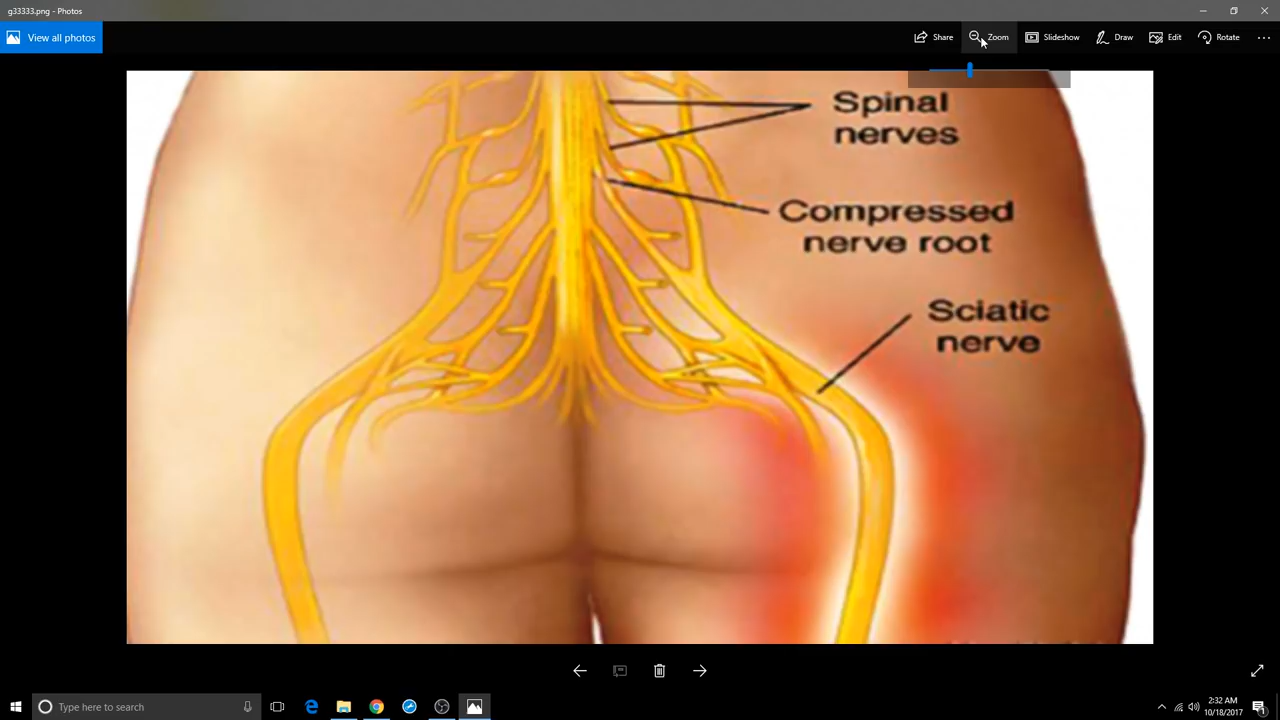 g33333.png - Photos
View all photos
Share
Zoom
Slideshow
Draw
Edit
Rotate
Spinal
nerves
Compressed
nerve root
Sciatic
nerve
Type here to search
2:32 AM
10/18/2017